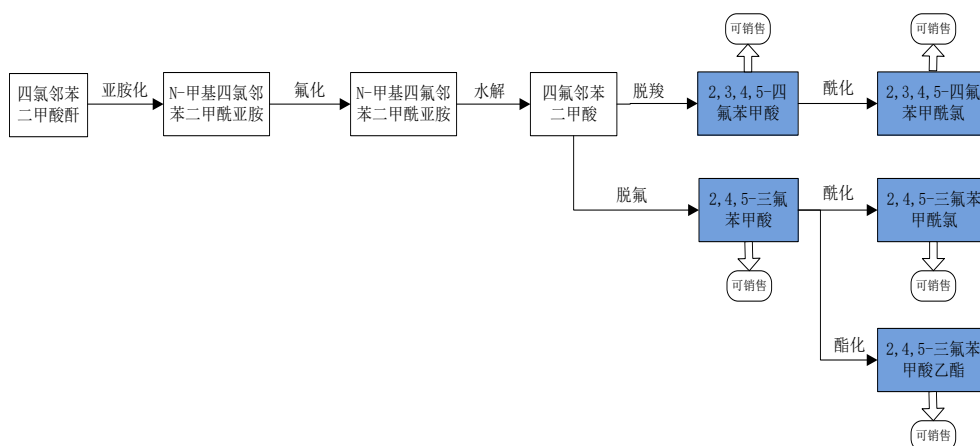 可销售
可销售
四氯邻苯
二甲酸酐
亚胺化
N-甲基四氯邻
苯二甲酰亚胺
氟化
N-甲基四氟邻
苯二甲酰亚胺
水解
四氟邻苯
二甲酸
脱羧
2,3,4,5-四
氟苯甲酸
酰化
2,3,4,5-四氟
苯甲酰氯
脱氟
2,4,5-三氟
苯甲酸
酰化
2,4,5-三氟苯
甲酰氯
可销售
可销售
酯化
2,4,5-三氟苯
甲酸乙酯
可销售